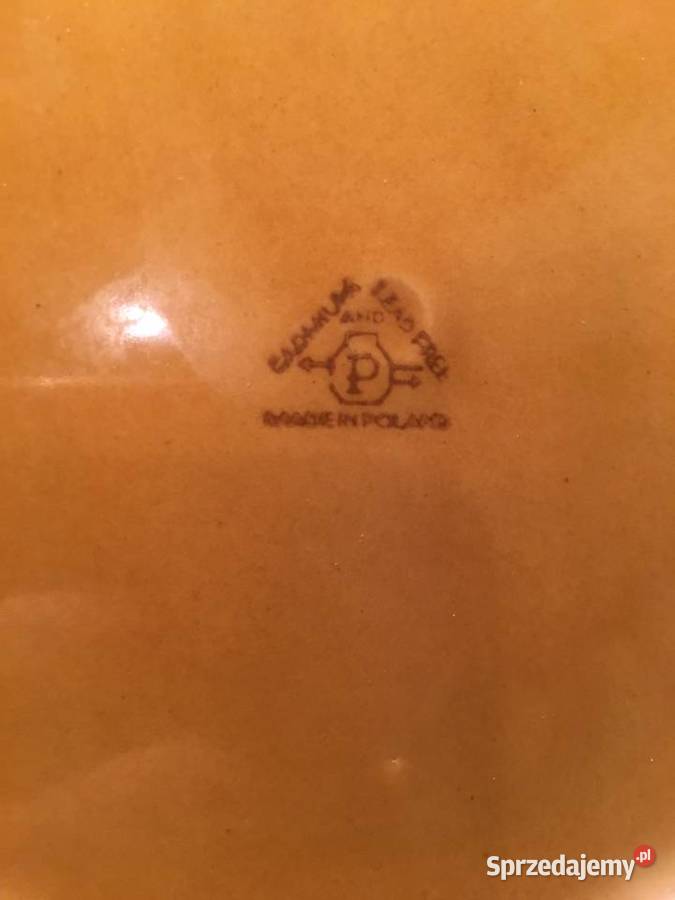 CADMIUM AND LEAD FREE
P
MADE IN POLAND
Sprzedajemy.pl